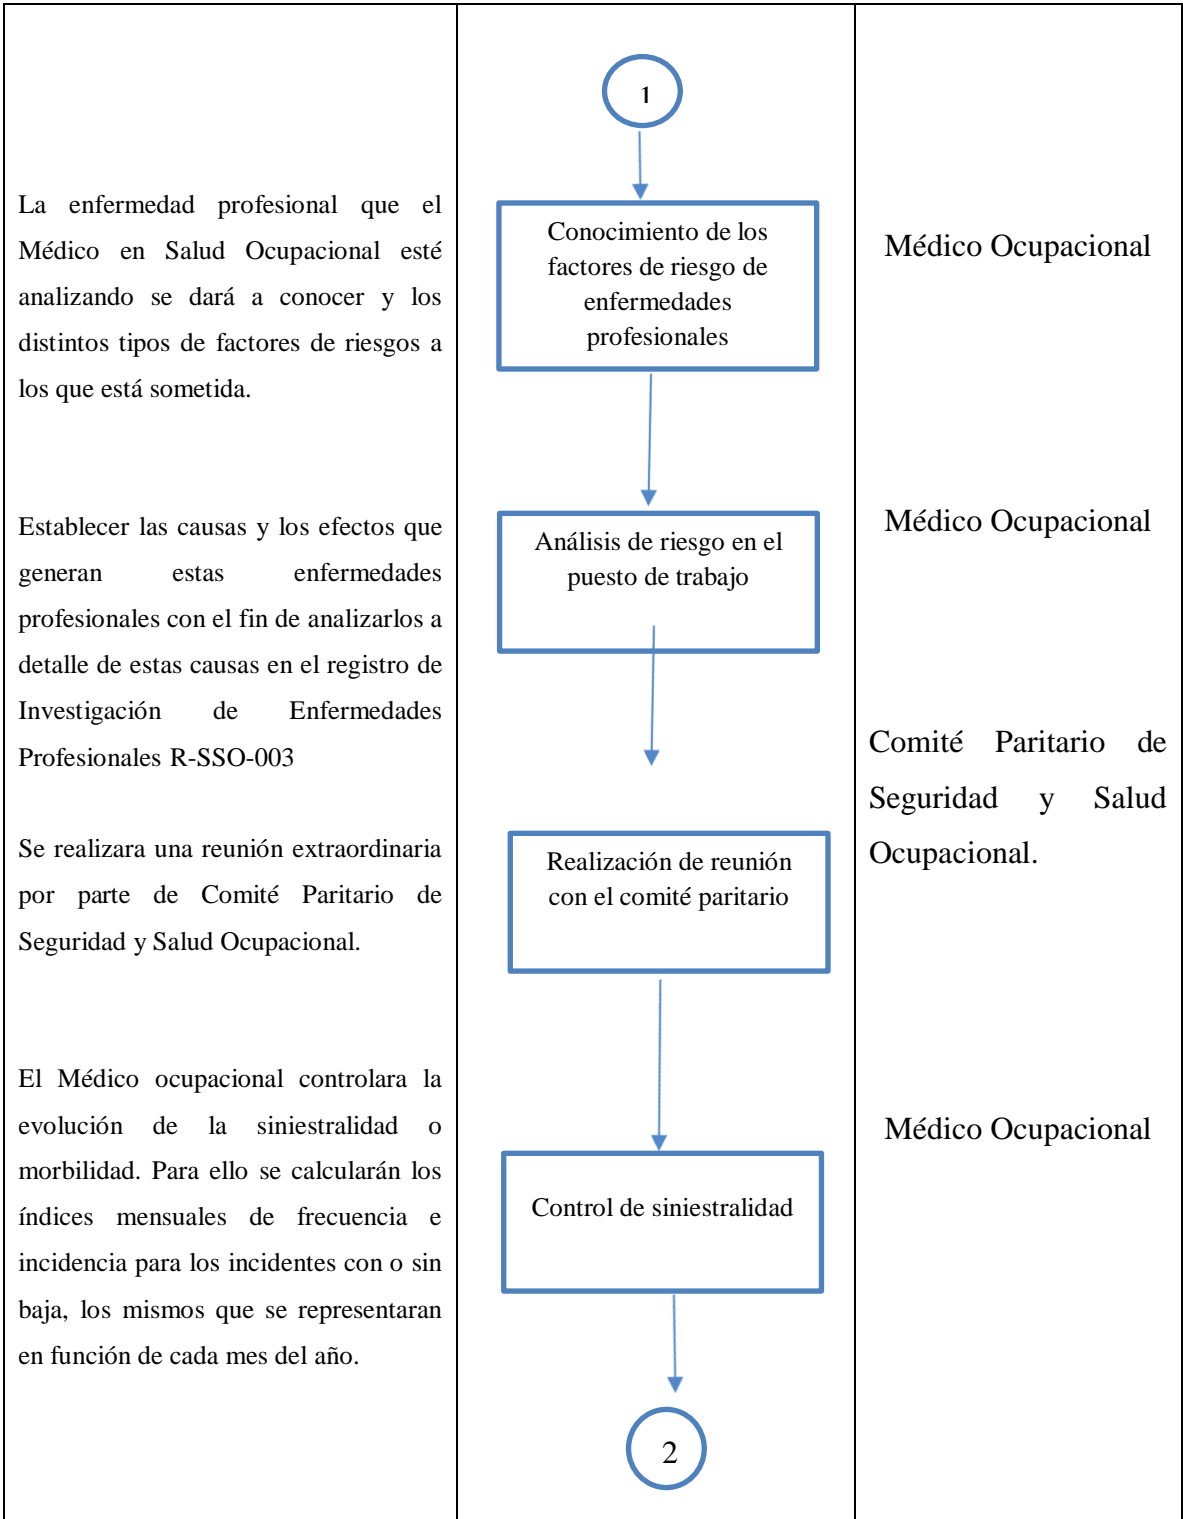 1
La enfermedad profesional que el
Médico en Salud Ocupacional esté
analizando se dará a conocer y los
distintos tipos de factores de riesgos a
los que está sometida.
Conocimiento de los
factores de riesgo de
enfermedades
profesionales
Médico Ocupacional
Establecer las causas y los efectos que
generan estas enfermedades
profesionales con el fin de analizarlos a
detalle de estas causas en el registro de
Investigación de Enfermedades
Profesionales R-SSO-003
Análisis de riesgo en el
puesto de trabajo
Médico Ocupacional
Se realizara una reunión extraordinaria
por parte de Comité Paritario de
Seguridad y Salud Ocupacional.
Realización de reunión
con el comité paritario
Comité Paritario de
Seguridad y Salud
Ocupacional.
El Médico ocupacional controlara la
evolución de la siniestralidad o
morbilidad. Para ello se calcularán los
índices mensuales de frecuencia e
incidencia para los incidentes con o sin
baja, los mismos que se representaran
en función de cada mes del año.
Control de siniestralidad
Médico Ocupacional
2